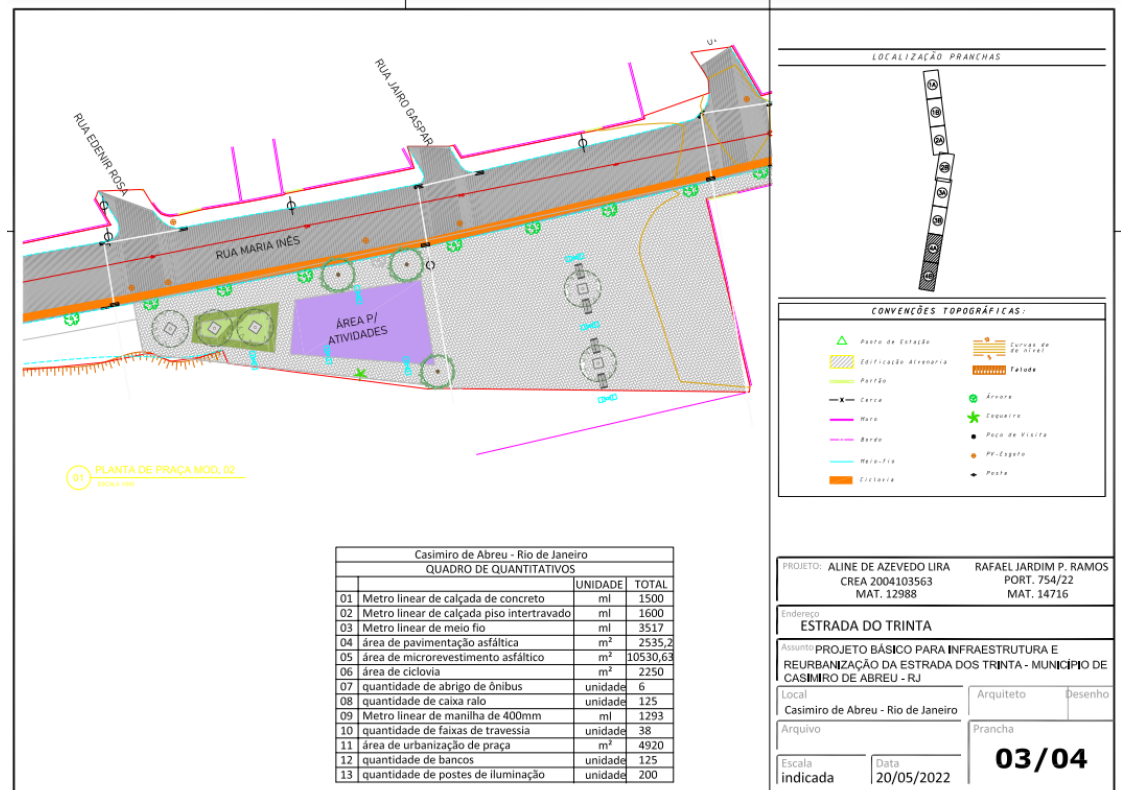 RUA EDENIR ROSA
RUA JAIRO GASPAR
RUA MARIA INÊS
ÁREA P/
ATIVIDADES
01 PLANTA DE PRAÇA MOD. 02
LOCALIZAÇÃO PRANCHAS
1A
1B
2A
2B
3A
3B
4A
4B
CONVENÇÕES TOPOGRÁFICAS:
Ponto de Estação
Edificação Alvenaria
Portão
Cerca
Muro
Bordo
Meio-fio
Ciclovia
Curvas de
de nível
Talude
Árvore
Coqueiro
Poço de Visita
PV-Esgoto
Poste
Casimiro de Abreu - Rio de Janeiro
QUADRO DE QUANTITATIVOS
UNIDADE TOTAL
01 Metro linear de calçada de concreto ml 1500
02 Metro linear de calçada piso intertravado ml 1600
03 Metro linear de meio fio ml 3517
04 área de pavimentação asfáltica m² 2535,2
05 área de microrevestimento asfáltico m² 10530,63
06 área de ciclovia m² 2250
07 quantidade de abrigo de ônibus unidade 6
08 quantidade de caixa ralo unidade 125
09 Metro linear de manilha de 400mm ml 1293
10 quantidade de faixas de travessia unidade 38
11 área de urbanização de praça m² 4920
12 quantidade de bancos unidade 125
13 quantidade de postes de iluminação unidade 200
PROJETO: ALINE DE AZEVEDO LIRA RAFAEL JARDIM P. RAMOS
CREA 2004103563 PORT. 754/22
MAT. 12988 MAT. 14716
Endereço
ESTRADA DO TRINTA
Assunto PROJETO BÁSICO PARA INFRAESTRUTURA E
REURBANIZAÇÃO DA ESTRADA DOS TRINTA - MUNICÍPIO DE
CASIMIRO DE ABREU - RJ
Local Arquiteto Desenho
Casimiro de Abreu - Rio de Janeiro
Arquivo Prancha
03/04
Escala Data
indicada 20/05/2022